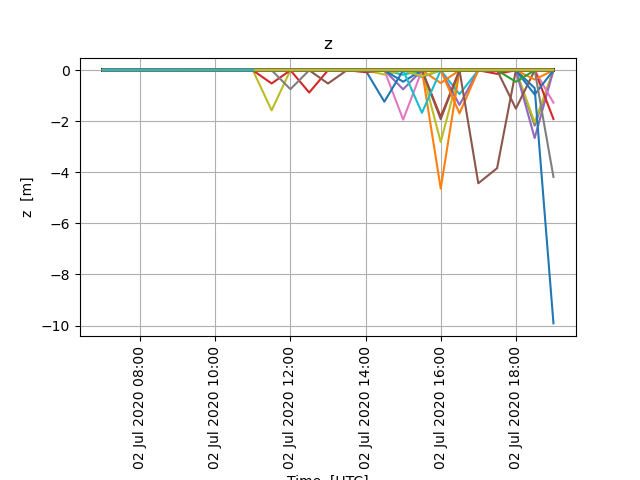 z
z [m]
0
−2
−4
−6
−8
−10
02 Jul 2020 08:00
02 Jul 2020 10:00
02 Jul 2020 12:00
02 Jul 2020 14:00
02 Jul 2020 16:00
02 Jul 2020 18:00
Time [UTC]